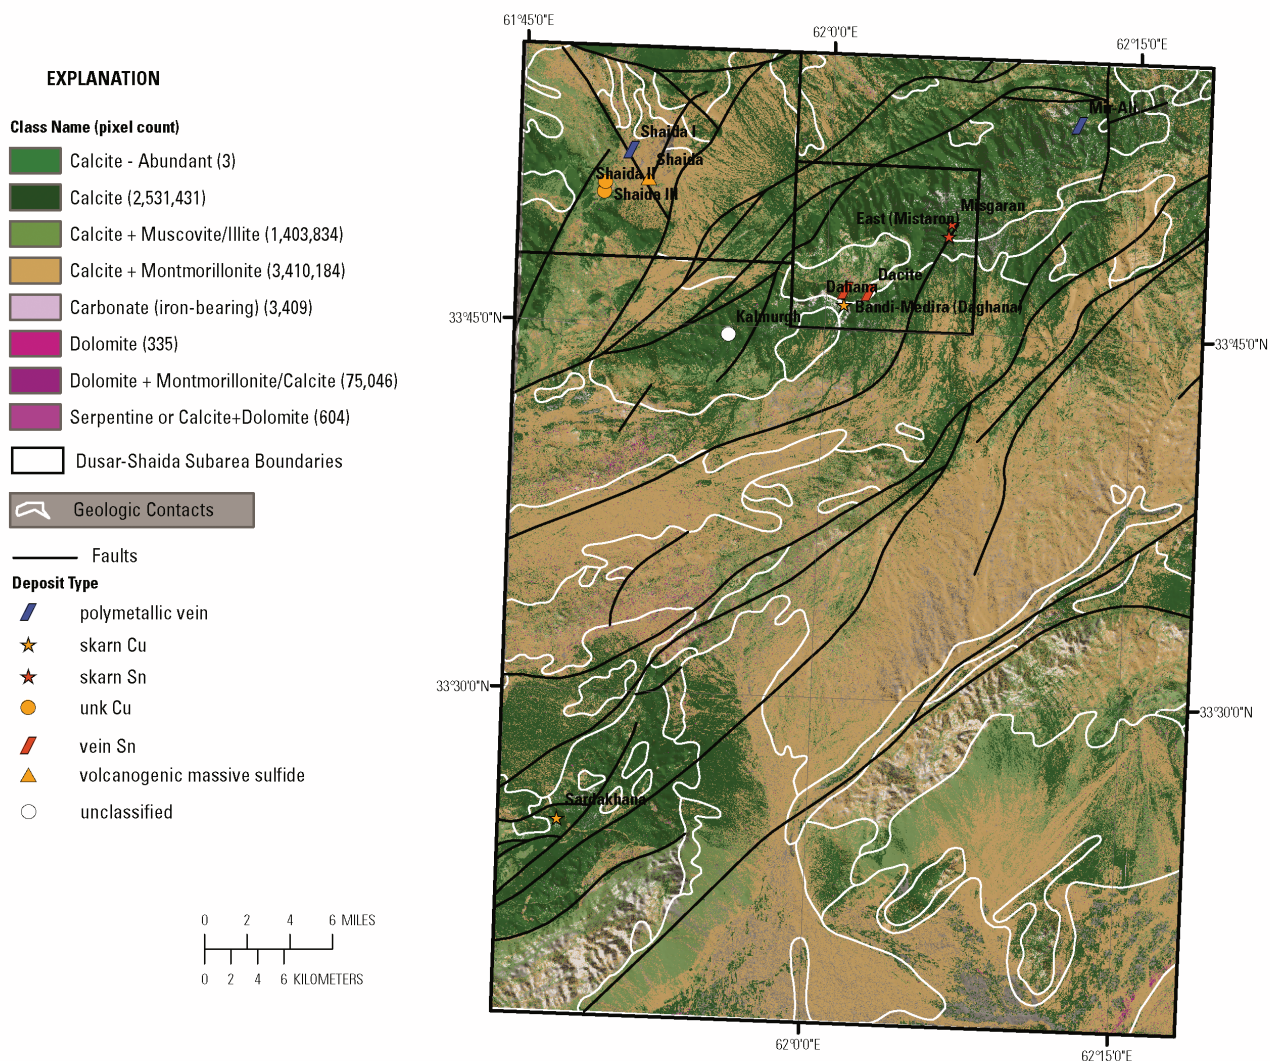 EXPLANATION
Class Name (pixel count)
Calcite - Abundant (3)
Calcite (2,531,431)
Calcite + Muscovite/Illite (1,403,834)
Calcite + Montmorillonite (3,410,184)
Carbonate (iron-bearing) (3,409)
Dolomite (335)
Dolomite + Montmorillonite/Calcite (75,046)
Serpentine or Calcite+Dolomite (604)
Dusar-Shaida Subarea Boundaries
Geologic Contacts
Faults
Deposit Type
polymetallic vein
skarn Cu
skarn Sn
unk Cu
vein Sn
volcanogenic massive sulfide
unclassified
0 2 4 6 MILES
0 2 4 6 KILOMETERS
61°45'0"E
62°0'0"E
62°15'0"E
Mir-Ali
Shaida I
Shaida
Shaida II
Shaida III
Misgaran
East (Mistaron)
Dacite
Dahana
Bandi-Medira (Daghana)
Kalmurgh
33°45'0"N
33°45'0"N
33°30'0"N
33°30'0"N
Sardakhana
62°0'0"E
62°15'0"E